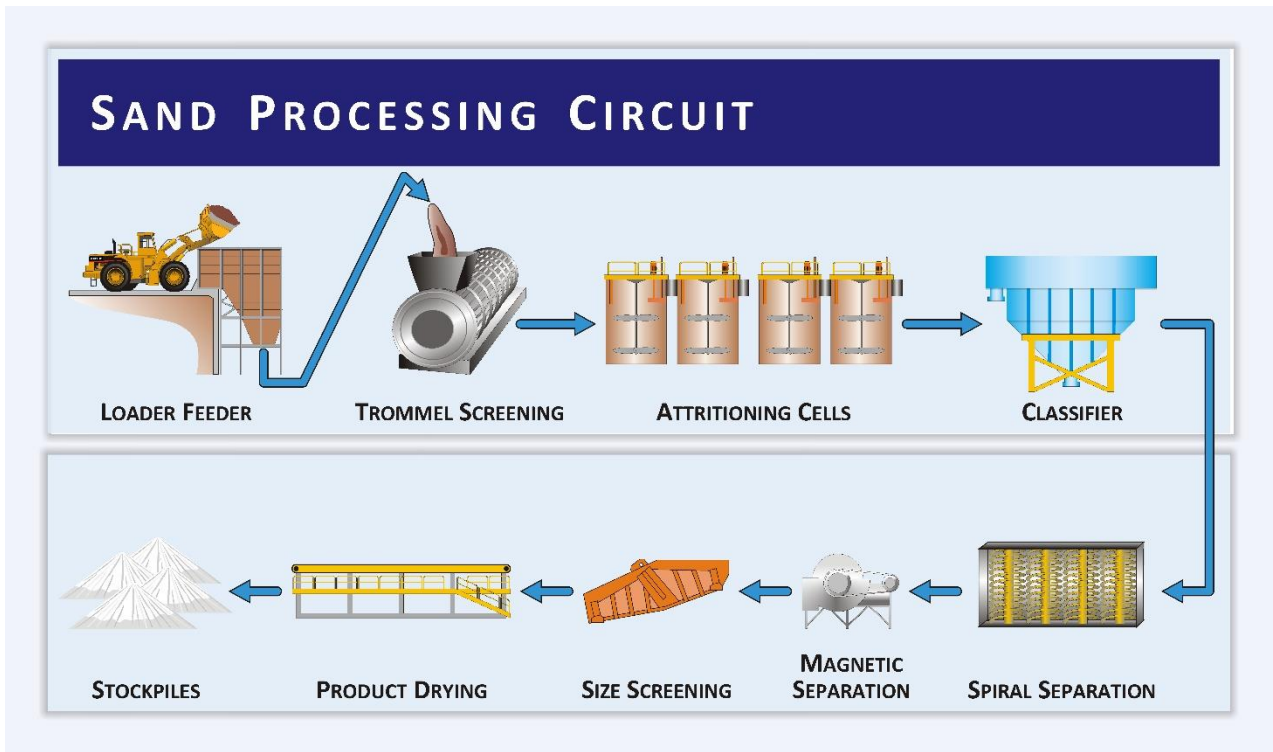 SAND PROCESSING CIRCUIT
LOADER FEEDER
TROMMEL SCREENING
ATTRITIONING CELLS
CLASSIFIER
STOCKPILES
PRODUCT DRYING
SIZE SCREENING
MAGNETIC
SEPARATION
SPIRAL SEPARATION